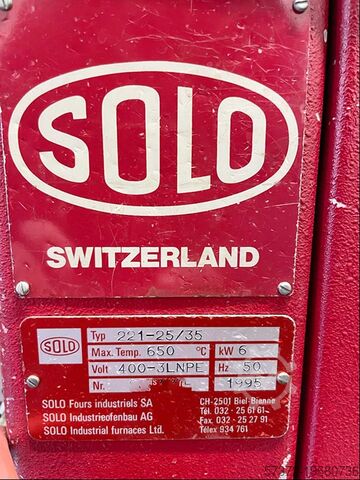 SOLO
SWITZERLAND
SOLO
Typ 221-25/35
Max. Temp. 650 °C kW 6
Volt 400-3LNPE Hz 50
Nr. 1995
SOLO Fours industriels SA CH-2501 Biel-Bienne
SOLO Industrieofenbau AG Tél. 032 - 25 61 61
SOLO Industrial furnaces Ltd. Fax. 032 - 25 27 91
Télex 934 761